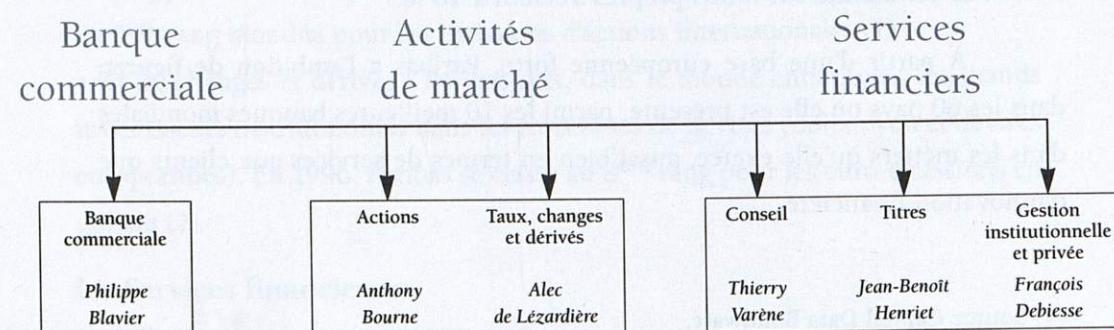 Banque
commerciale
Activités
de marché
Services
financiers
Banque
commerciale
Philippe
Blavier
Actions
Anthony
Bourne
Taux, changes
et dérivés
Alec
de Lézardière
Conseil
Thierry
Varène
Titres
Jean-Benoît
Henriet
Gestion
institutionnelle
et privée
François
Debiesse